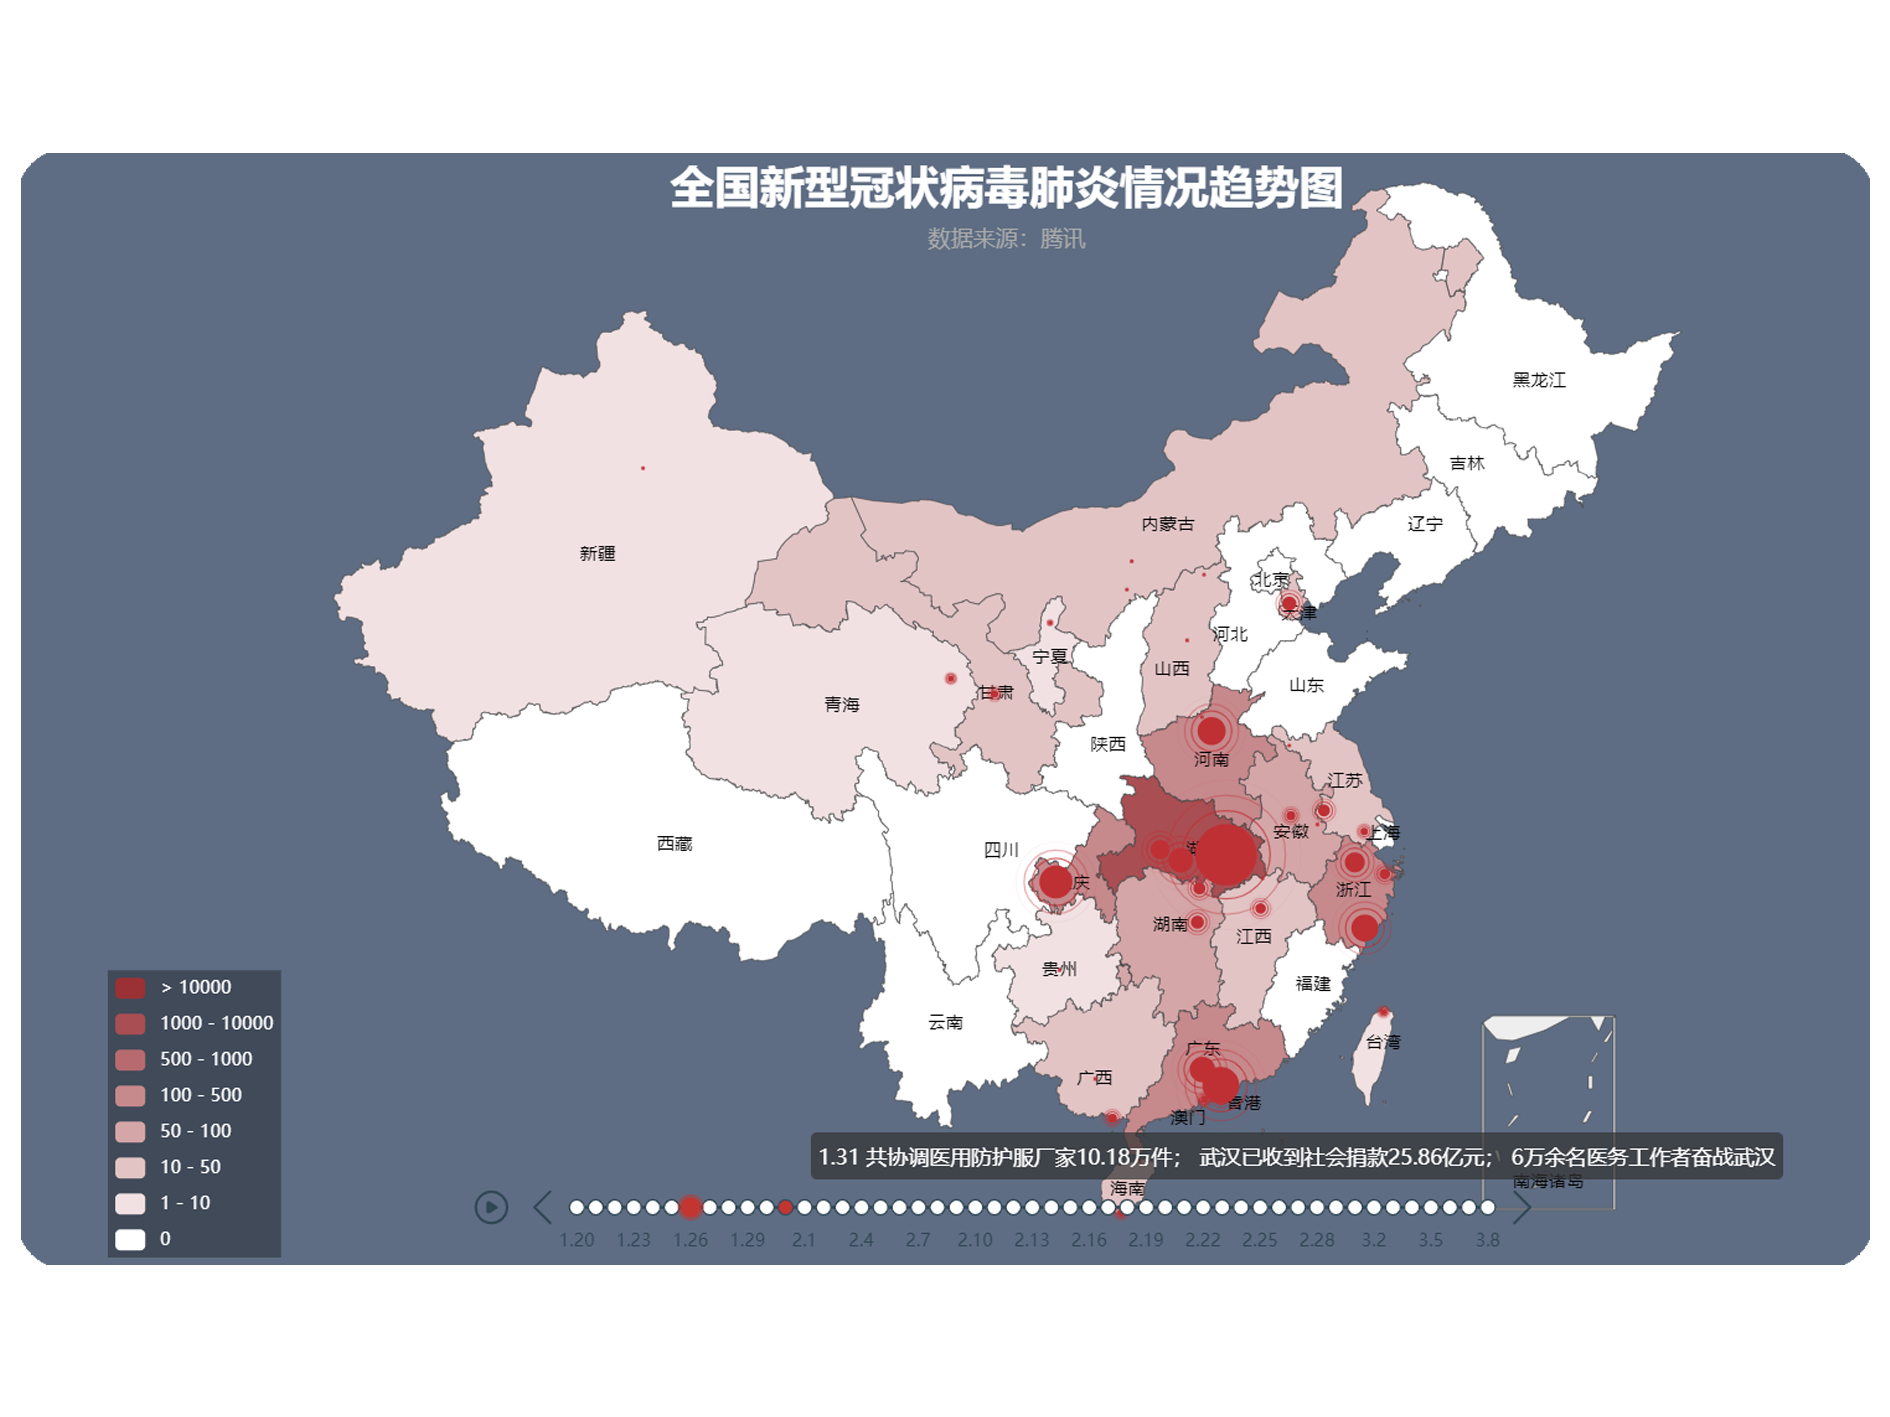 全国新型冠状病毒肺炎情况趋势图
数据来源：腾讯
黑龙江
吉林
辽宁
内蒙古
新疆
北京
天津
河北
宁夏
山西
山东
甘肃
青海
陕西
河南
江苏
安徽
上海
西藏
四川
湖
庆
浙江
湖南
江西
贵州
福建
云南
台湾
广东
广西
香港
澳门
> 10000
1000 - 10000
500 - 1000
100 - 500
50 - 100
10 - 50
1 - 10
0
1.31 共协调医用防护服厂家10.18万件； 武汉已收到社会捐款25.86亿元； 6万余名医务工作者奋战武汉
南海诸岛
海南
1.20 1.23 1.26 1.29 2.1 2.4 2.7 2.10 2.13 2.16 2.19 2.22 2.25 2.28 3.2 3.5 3.8